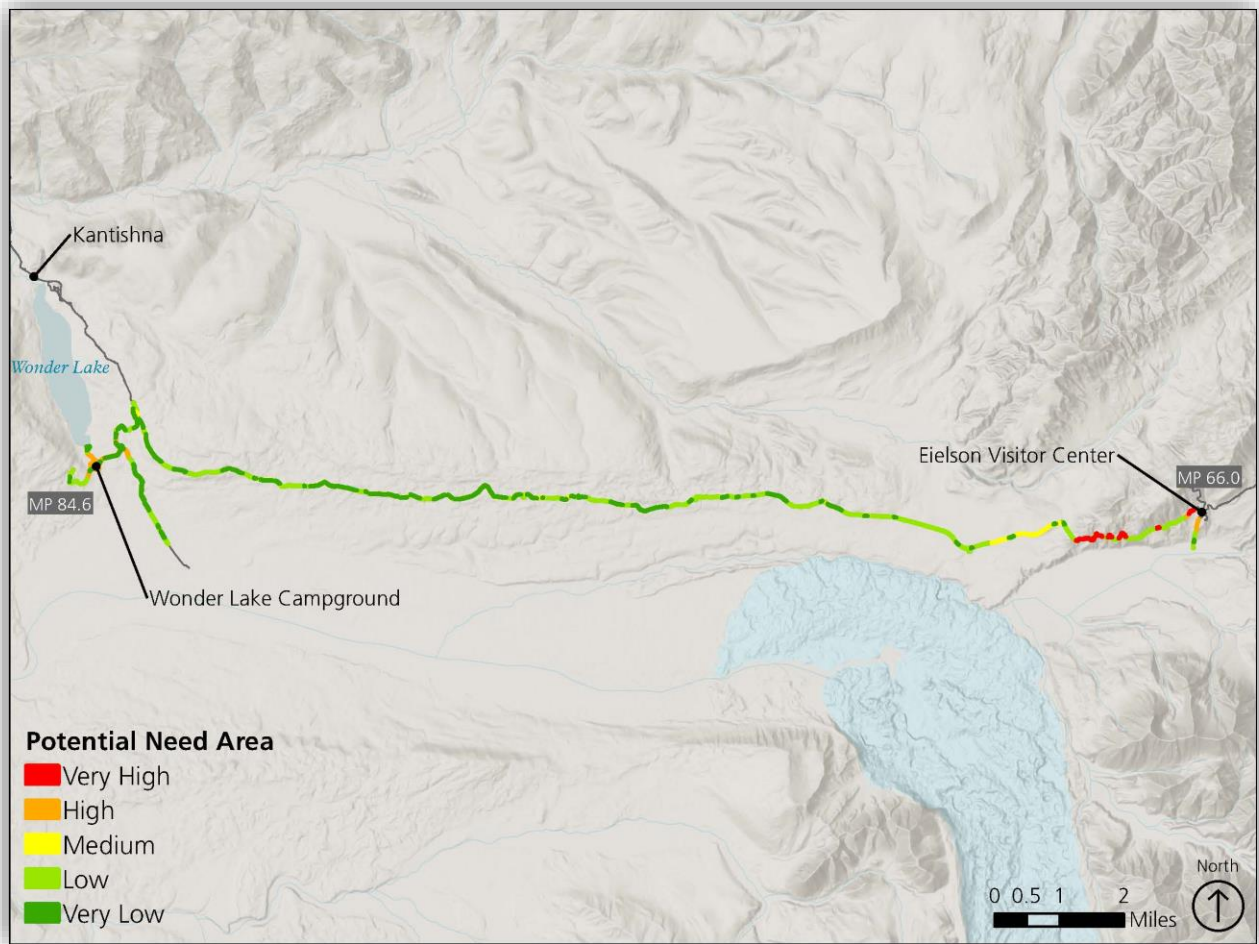 Kantishna
Wonder Lake
Eielson Visitor Center
MP 66.0
MP 84.6
Wonder Lake Campground
Potential Need Area
Very High
High
Medium
Low
Very Low
North
0 0.5 1 2
Miles